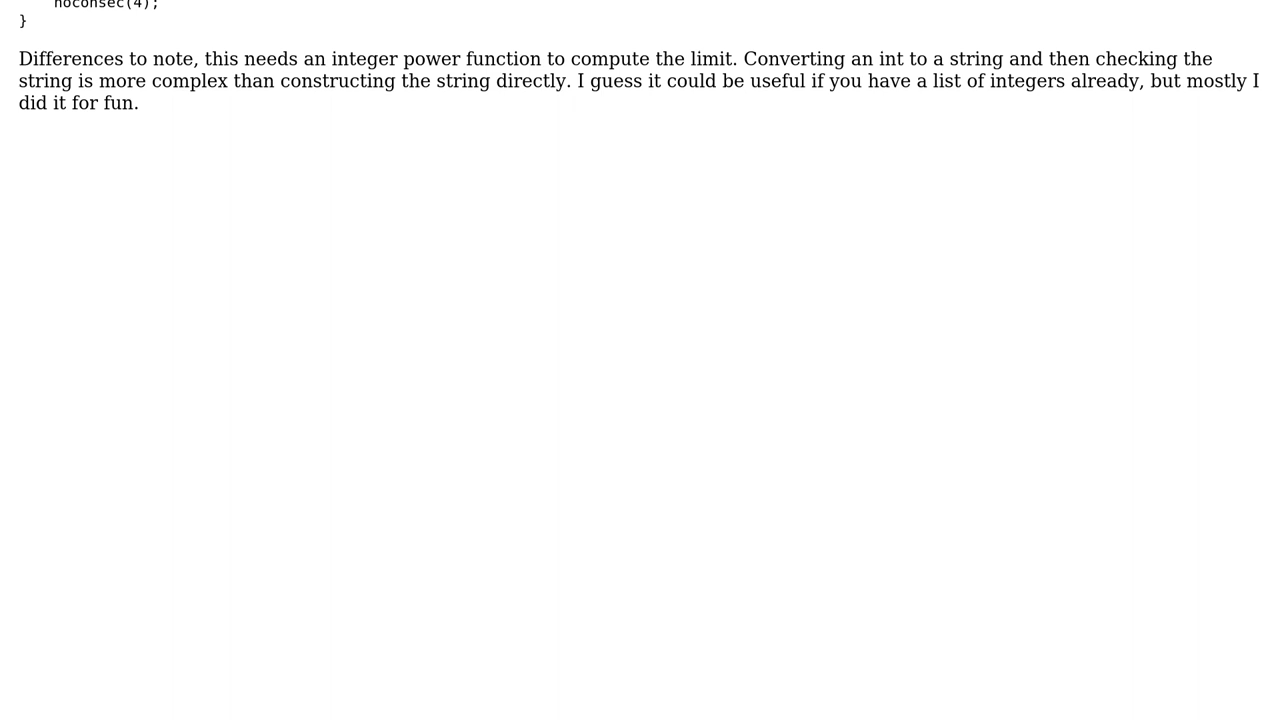 noconsec(4);
}
Differences to note, this needs an integer power function to compute the limit. Converting an int to a string and then checking the
string is more complex than constructing the string directly. I guess it could be useful if you have a list of integers already, but mostly I
did it for fun.